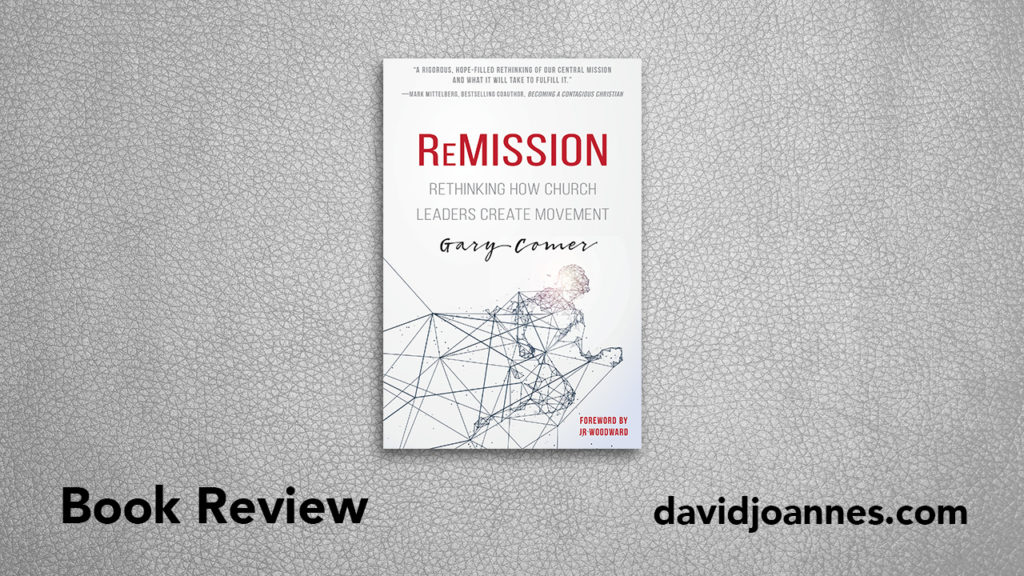 "A RIGOROUS, HOPE-FILLED RETHINKING OF OUR CENTRAL MISSION
AND WHAT IT WILL TAKE TO FULFILL IT."
—MARK MITTELBERG, BESTSELLING COAUTHOR, BECOMING A CONTAGIOUS CHRISTIAN
REMISSION
RETHINKING HOW CHURCH
LEADERS CREATE MOVEMENT
Gary Comer
FOREWORD BY
JR WOODWARD
Book Review
davidjoannes.com